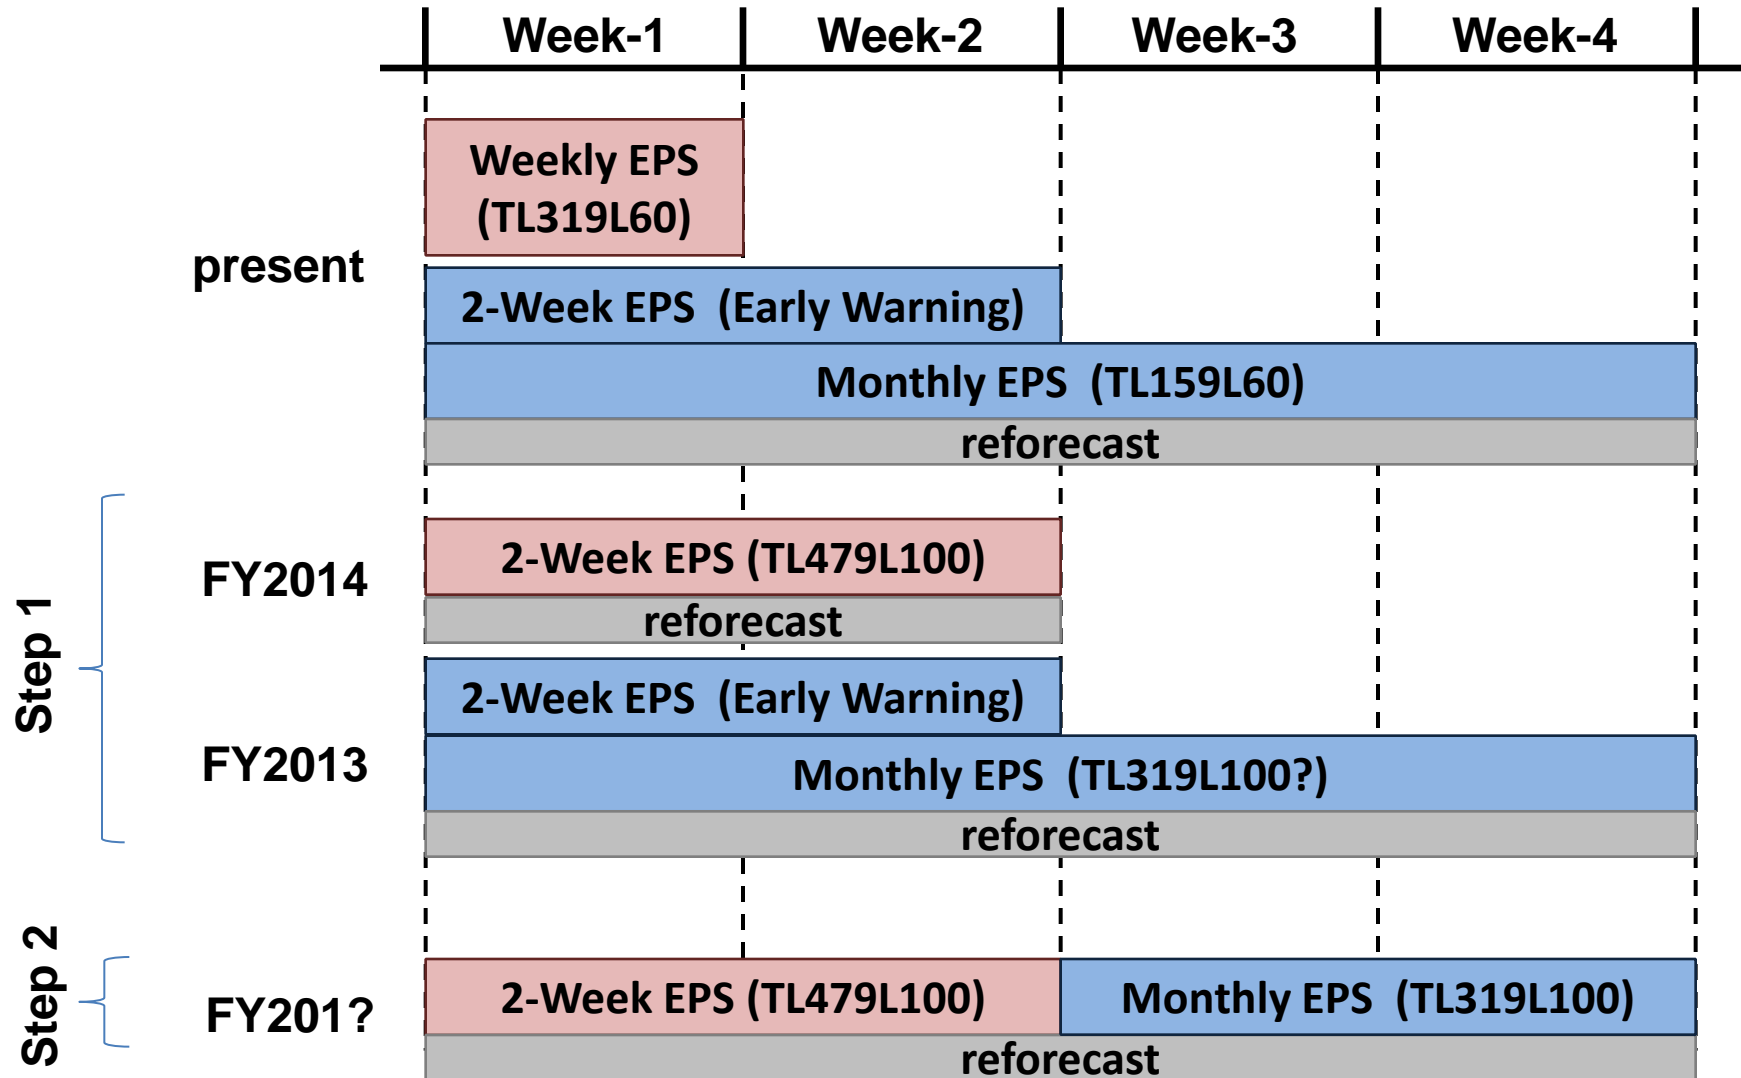 Week-1 Week-2 Week-3 Week-4
Weekly EPS
(TL319L60)
present
2-Week EPS (Early Warning)
Monthly EPS (TL159L60)
reforecast
Step 1
FY2014
2-Week EPS (TL479L100)
reforecast
2-Week EPS (Early Warning)
FY2013
Monthly EPS (TL319L100?)
reforecast
Step 2
FY201?
2-Week EPS (TL479L100) Monthly EPS (TL319L100)
reforecast